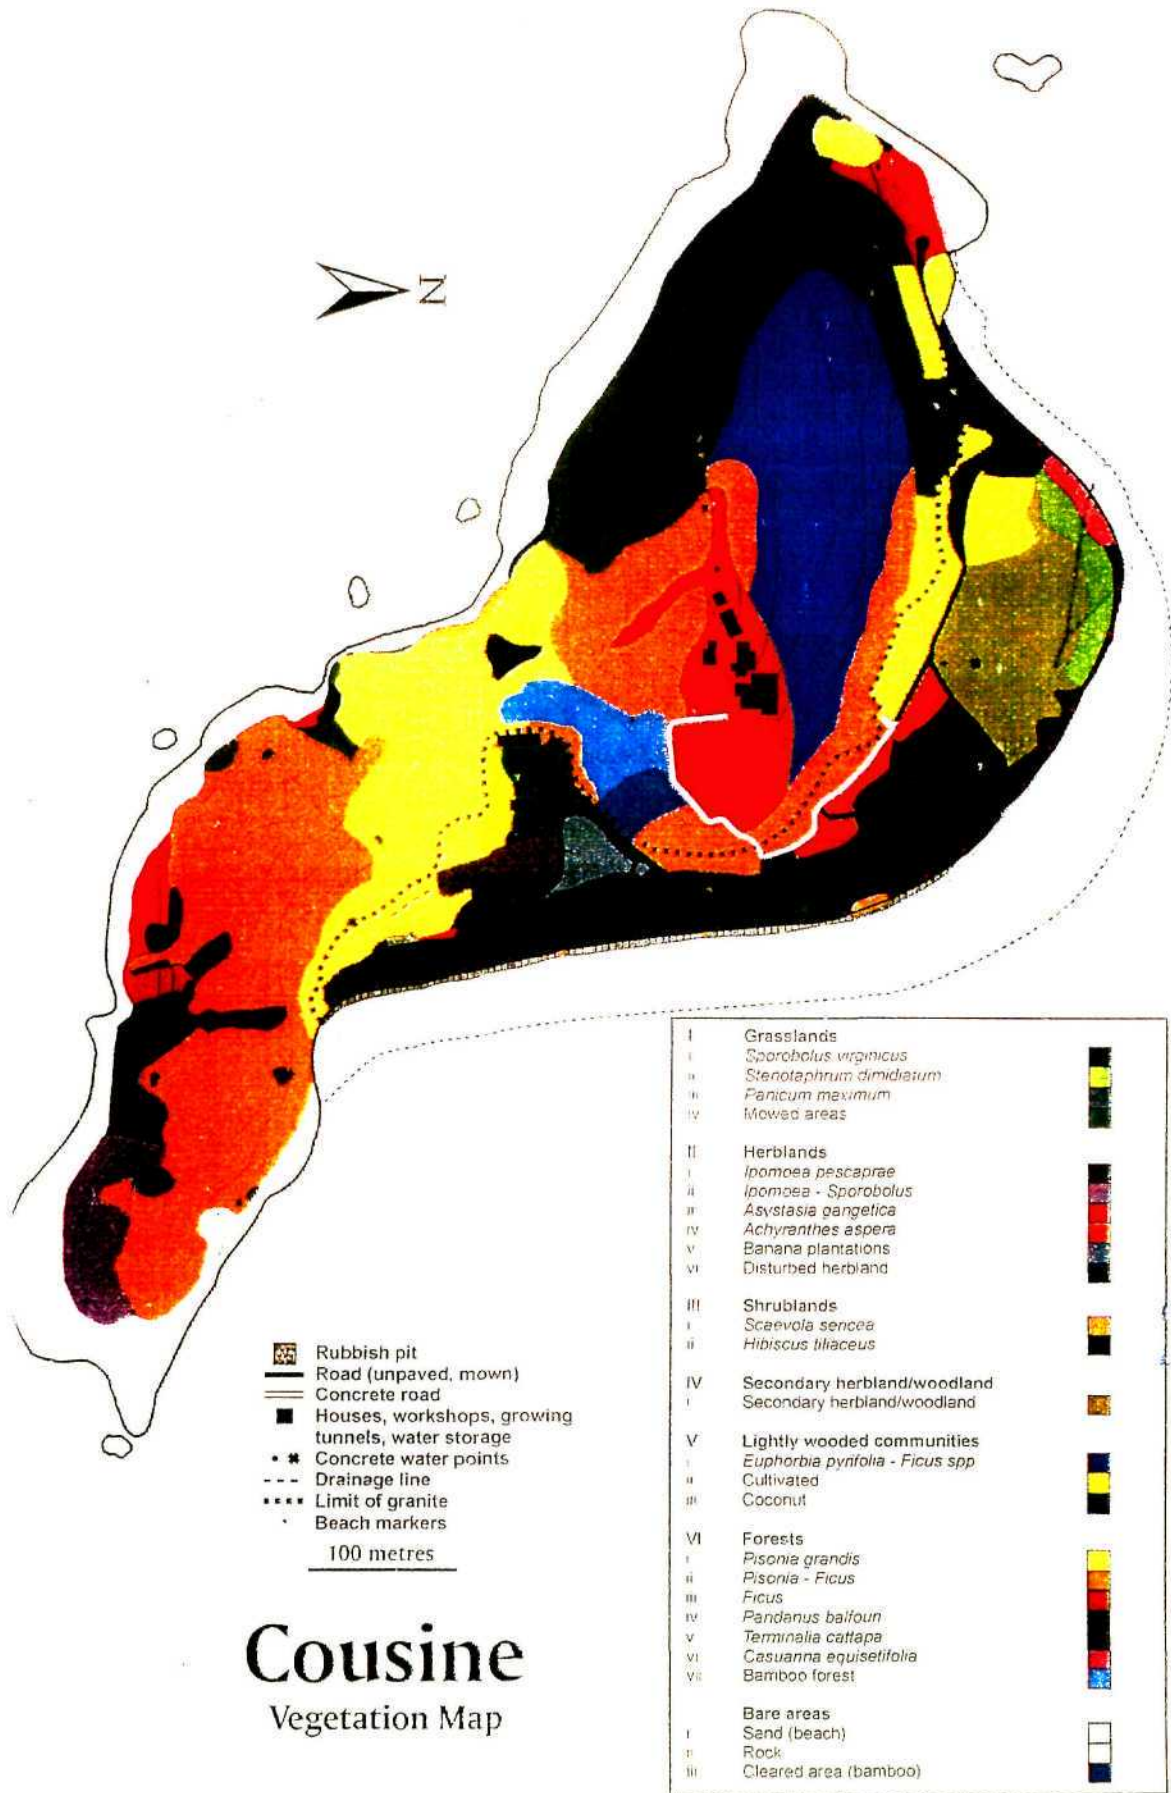 N
I Grasslands
i Sporobolus virginicus
ii Stenotaphrum dimidiatum
iii Panicum maximum
iv Mowed areas
II Herblands
i Ipomoea pescaprae
ii Ipomoea - Sporobolus
iii Asystasia gangetica
iv Achyranthes aspera
v Banana plantations
vi Disturbed herbland
III Shrublands
i Scaevola sencea
ii Hibiscus tiliaceus
IV Secondary herbland/woodland
i Secondary herbland/woodland
V Lightly wooded communities
i Euphorbia pyrifolia - Ficus spp
ii Cultivated
iii Coconut
VI Forests
i Pisonia grandis
ii Pisonia - Ficus
iii Ficus
iv Pandanus balfouri
v Terminalia cattapa
vi Casuarina equisetifolia
vii Bamboo forest
Bare areas
i Sand (beach)
ii Rock
iii Cleared area (bamboo)
Rubbish pit
Road (unpaved, mown)
Concrete road
Houses, workshops, growing
tunnels, water storage
Concrete water points
Drainage line
Limit of granite
Beach markers
100 metres
Cousine
Vegetation Map